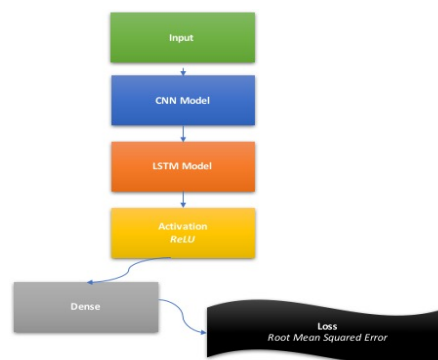 Input
CNN Model
LSTM Model
Activation
ReLU
Dense
Loss
Root Mean Squared Error